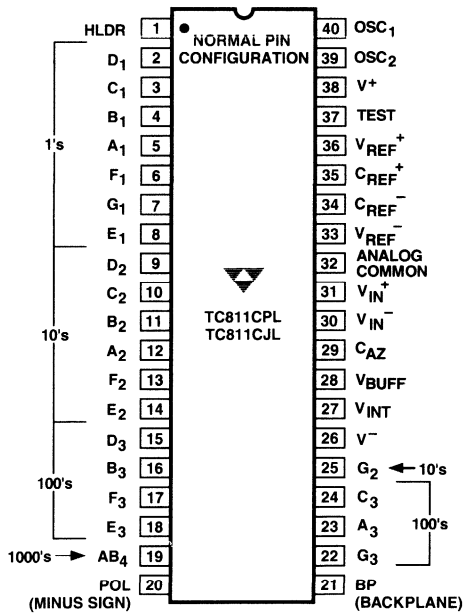 HLDR 1 NORMAL PIN CONFIGURATION 40 OSC1
D1 2 39 OSC2
C1 3 38 V+
B1 4 37 TEST
1's A1 5 36 VREF+
F1 6 35 CREF+
G1 7 34 CREF−
E1 8 33 VREF−
D2 9 32 ANALOG COMMON
C2 10 31 VIN+
10's B2 11 TC811CPL 30 VIN−
A2 12 TC811CJL 29 CAZ
F2 13 28 VBUFF
E2 14 27 VINT
D3 15 26 V−
B3 16 25 G2 10's
100's F3 17 24 C3
E3 18 23 A3 100's
1000's AB4 19 22 G3
POL 20 21 BP
(MINUS SIGN) (BACKPLANE)